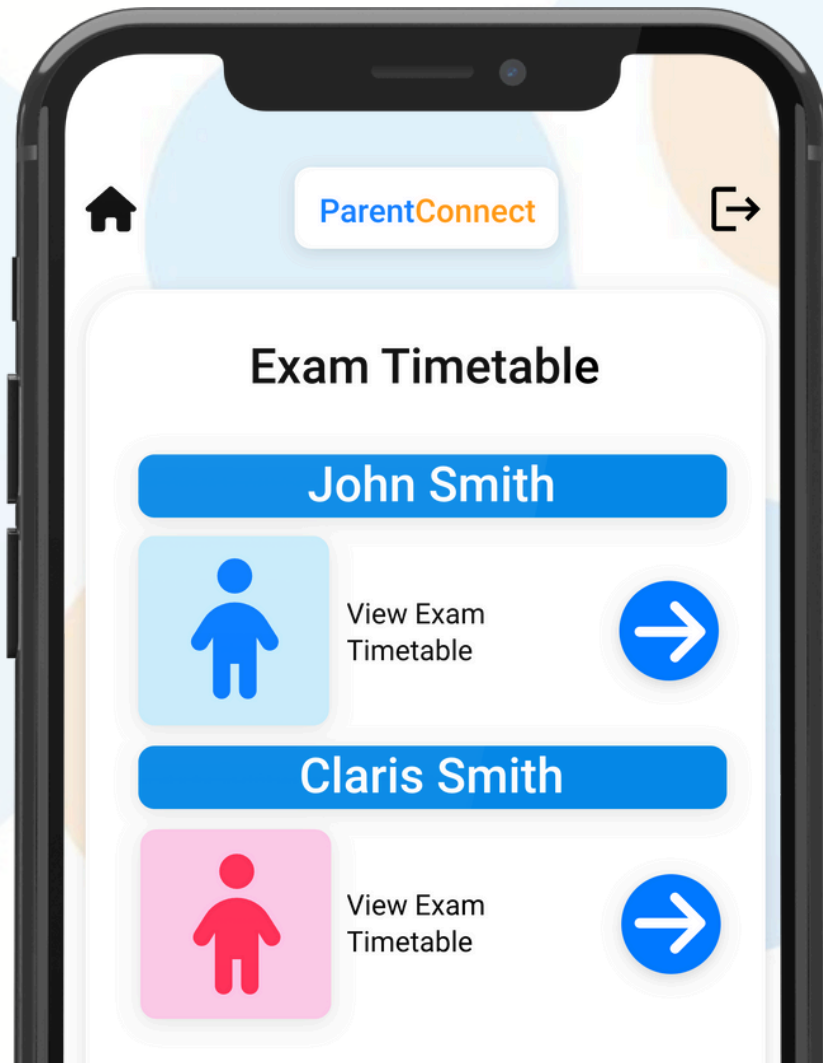 ParentConnect
Exam Timetable
John Smith
View Exam
Timetable
Claris Smith
View Exam
Timetable